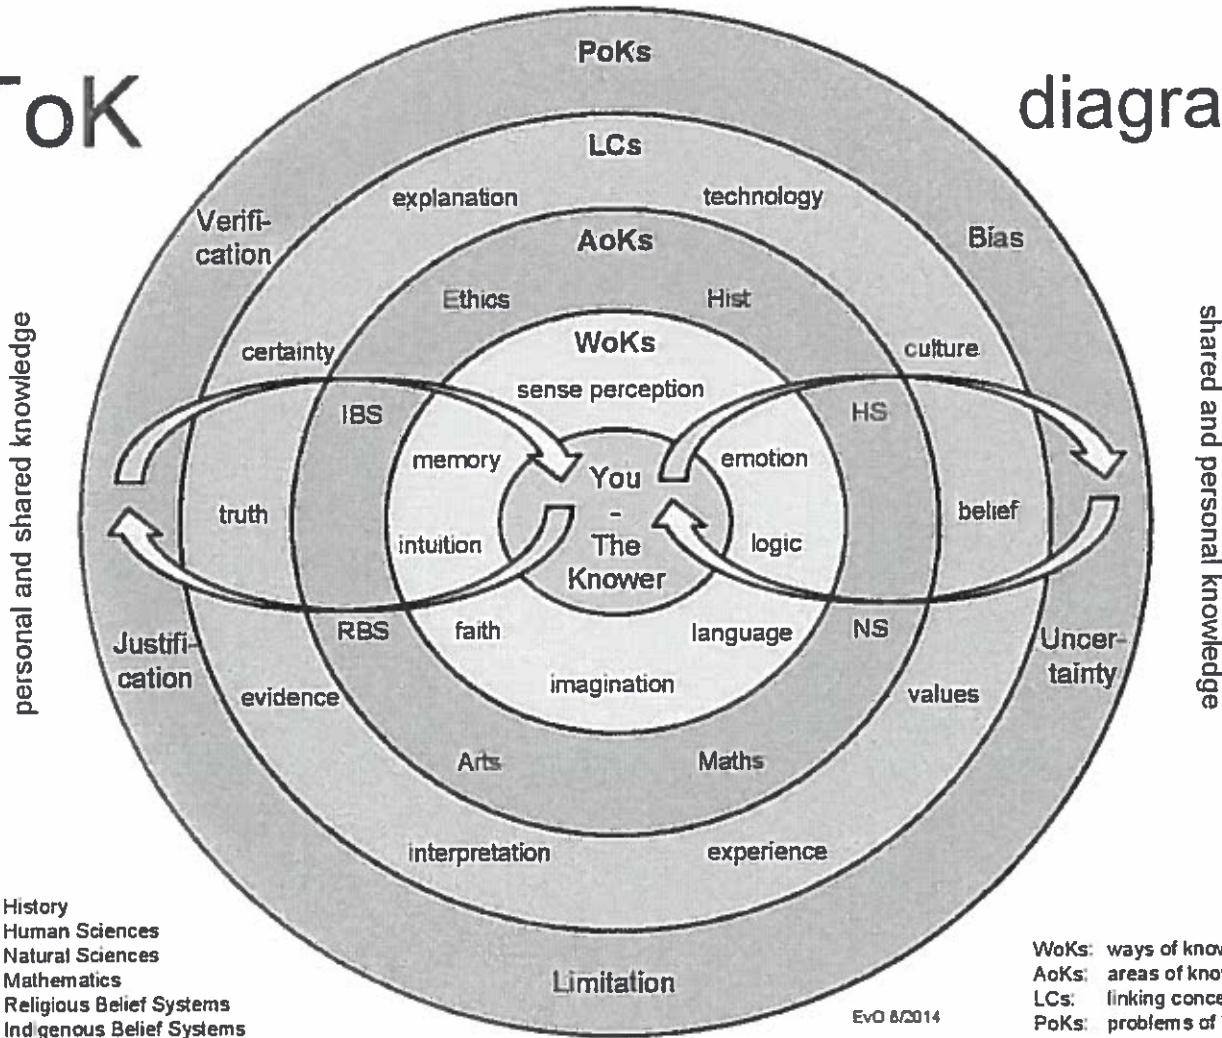 ToK
diagra
PoKs
LCs
explanation
technology
Verifi-
cation
AoKs
Bias
Ethics
Hist
WoKs
certainty
culture
sense perception
IBS
HS
memory
emotion
You
-
The
Knower
truth
belief
intuition
logic
RBS
faith
language
NS
Justifi-
cation
Uncer-
tainty
imagination
evidence
values
Arts
Maths
interpretation
experience
Limitation
personal and shared knowledge
shared and personal knowledge
History
Human Sciences
Natural Sciences
Mathematics
Religious Belief Systems
Indigenous Belief Systems
EvO 8/2014
WoKs: ways of know
AoKs: areas of know
LCs: linking conce
PoKs: problems of